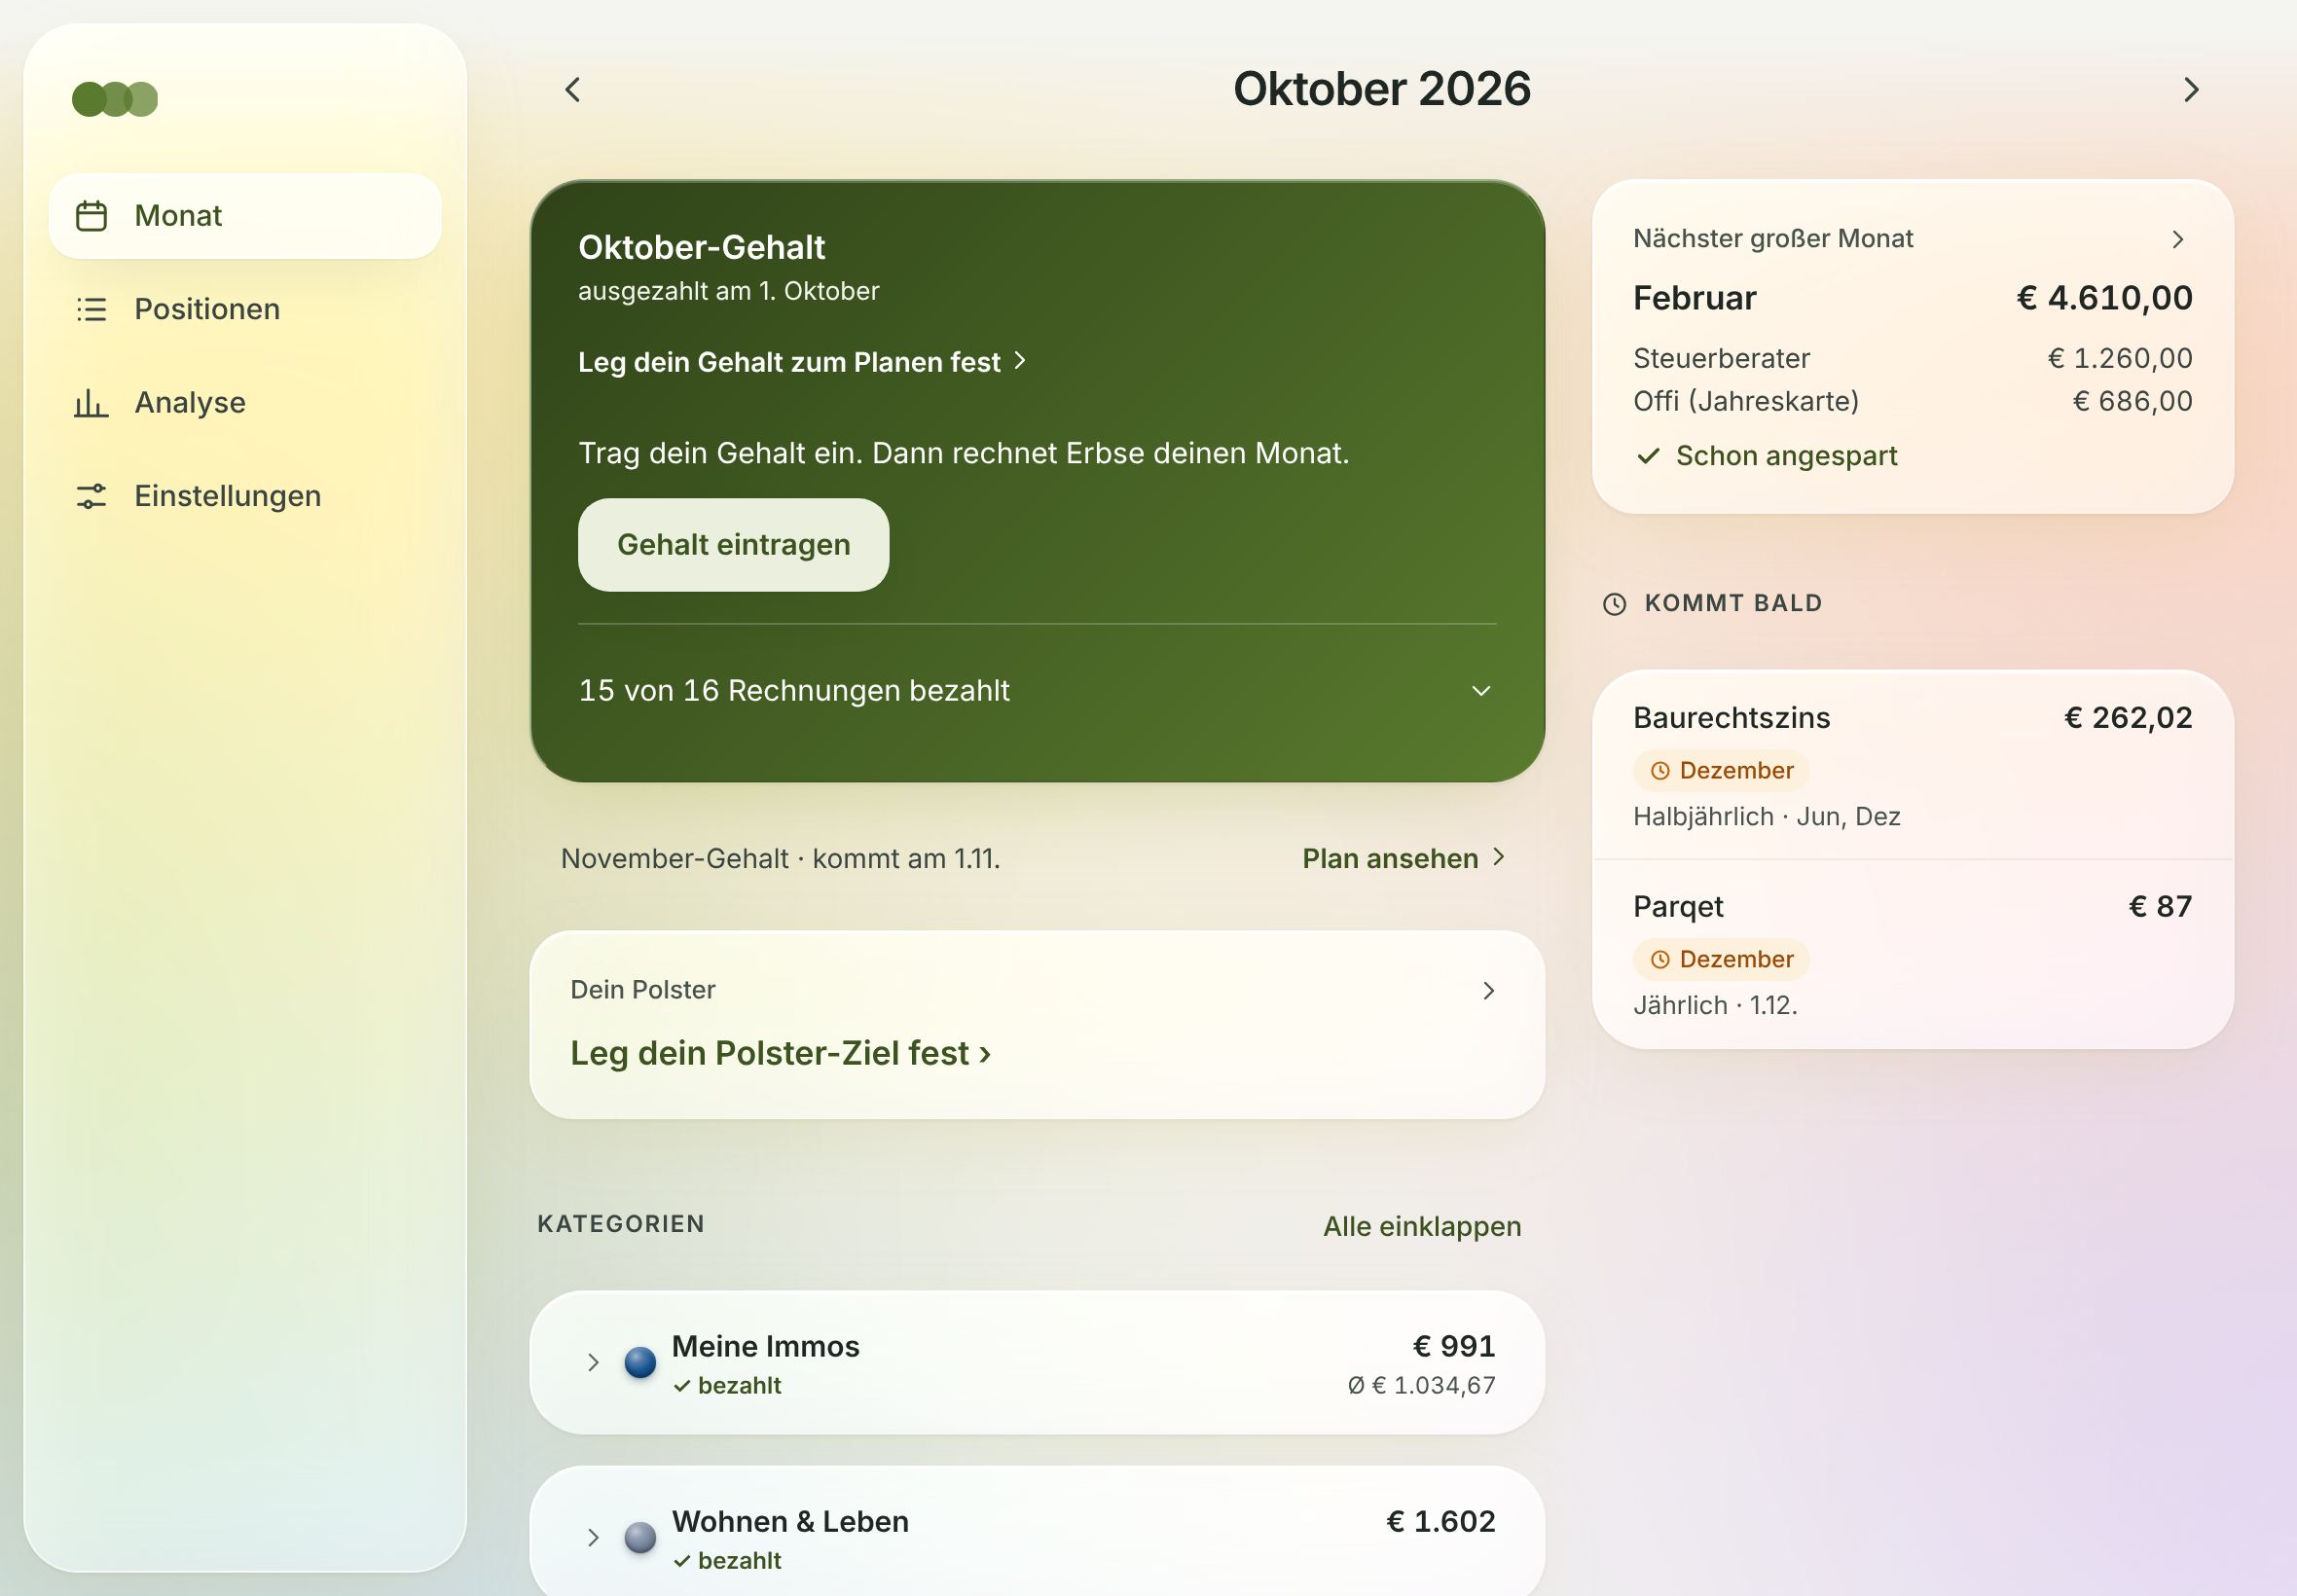 Oktober 2026
Monat
Positionen
Analyse
Einstellungen
Oktober-Gehalt
ausgezahlt am 1. Oktober
Leg dein Gehalt zum Planen fest
Trag dein Gehalt ein. Dann rechnet Erbse deinen Monat.
Gehalt eintragen
15 von 16 Rechnungen bezahlt
November-Gehalt · kommt am 1.11.
Plan ansehen
Dein Polster
Leg dein Polster-Ziel fest ›
KATEGORIEN
Alle einklappen
Meine Immos € 991
✓ bezahlt Ø € 1.034,67
Wohnen & Leben € 1.602
✓ bezahlt
Nächster großer Monat
Februar € 4.610,00
Steuerberater € 1.260,00
Offi (Jahreskarte) € 686,00
✓ Schon angespart
KOMMT BALD
Baurechtszins € 262,02
Dezember
Halbjährlich · Jun, Dez
Parqet € 87
Dezember
Jährlich · 1.12.